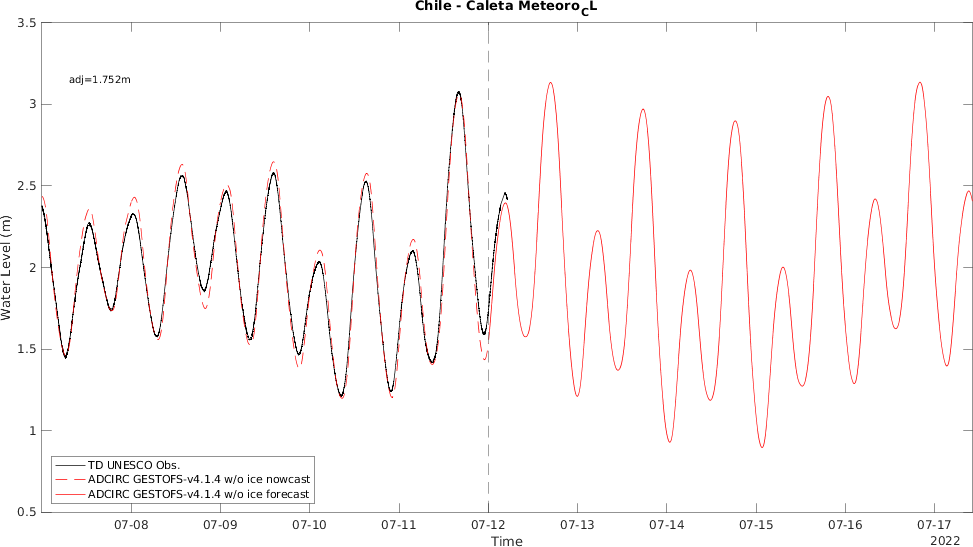 Chile - Caleta Meteoro_CL
adj=1.752m
3.5
3
2.5
2
1.5
1
0.5
Water Level (m)
TD UNESCO Obs.
ADCIRC GESTOFS-v4.1.4 w/o ice nowcast
ADCIRC GESTOFS-v4.1.4 w/o ice forecast
07-08 07-09 07-10 07-11 07-12 07-13 07-14 07-15 07-16 07-17
Time
2022